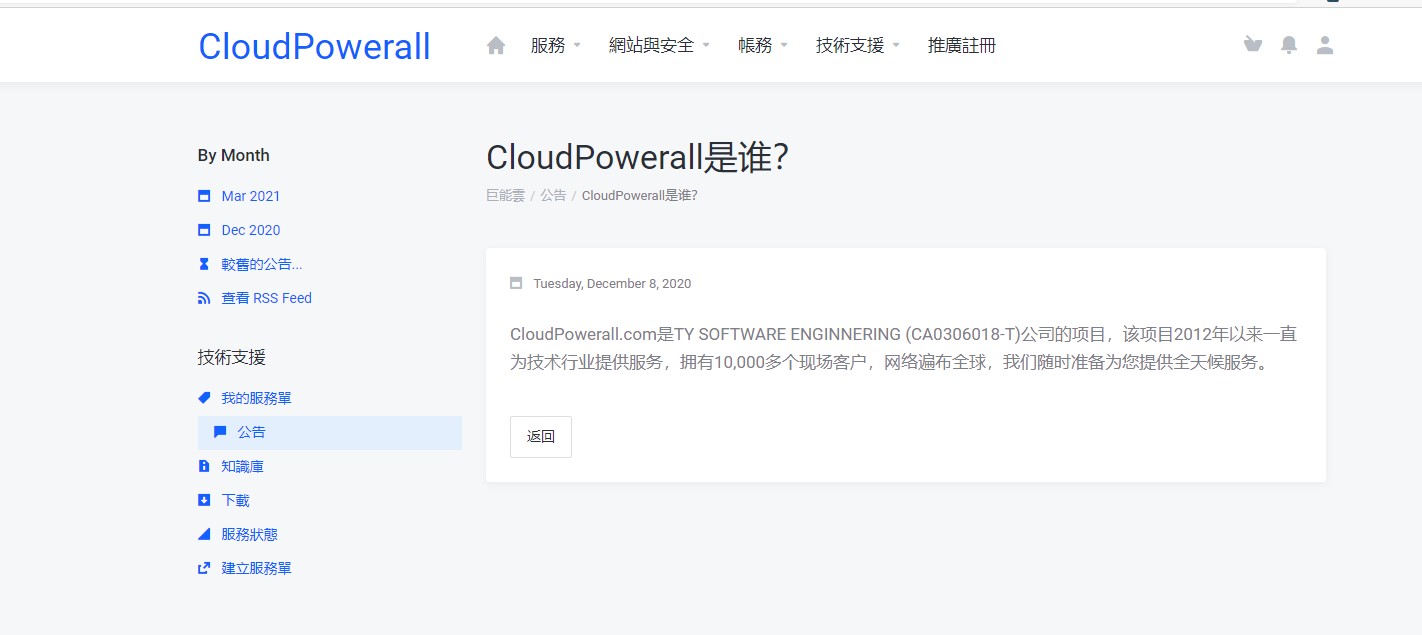 CloudPowerall
服務
網站與安全
帳務
技術支援
推廣註冊
By Month
Mar 2021
Dec 2020
較舊的公告...
查看 RSS Feed
技術支援
我的服務單
公告
知識庫
下載
服務狀態
建立服務單
CloudPowerall是谁？
巨能雲 / 公告 / CloudPowerall是谁？
Tuesday, December 8, 2020
CloudPowerall.com是TY SOFTWARE ENGINNERING (CA0306018-T)公司的项目，该项目2012年以来一直
为技术行业提供服务，拥有10,000多个现场客户，网络遍布全球，我们随时准备为您提供全天候服务。
返回